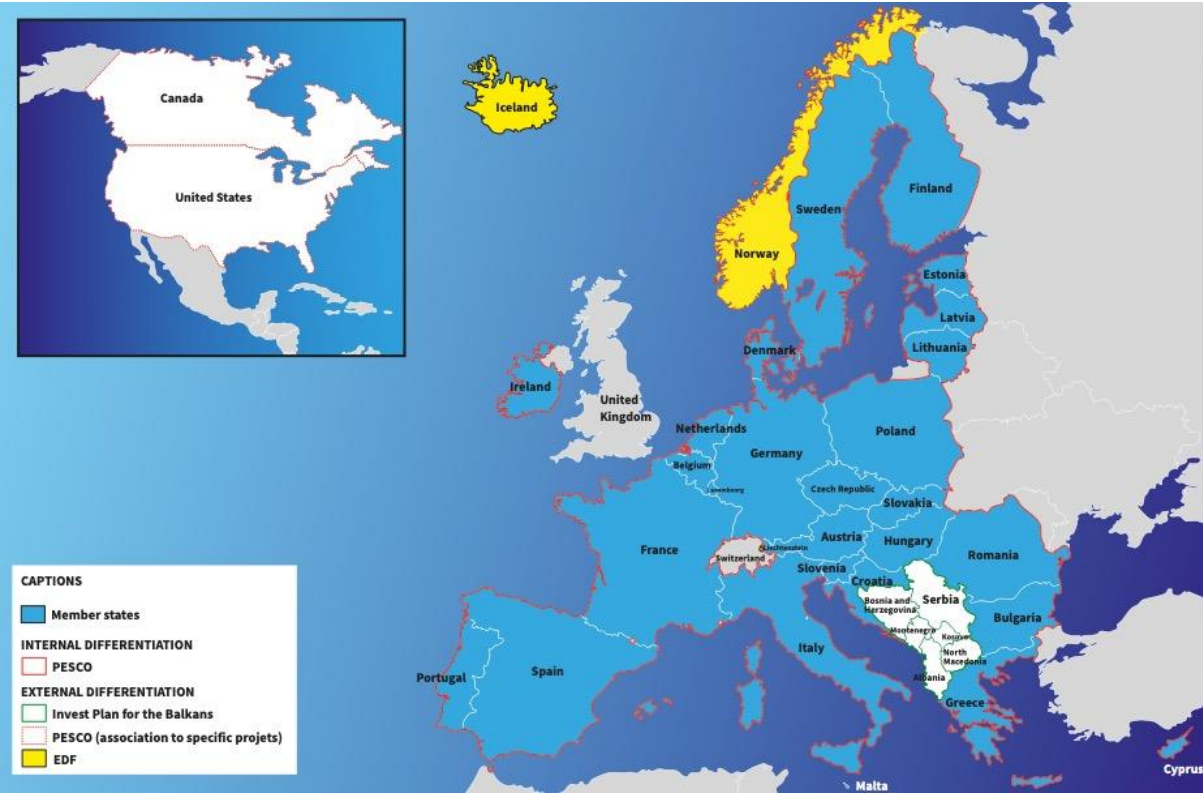 Canada
United States
Iceland
Norway
Sweden
Finland
Estonia
Latvia
Lithuania
Denmark
Ireland
United
Kingdom
Netherlands
Belgium
Luxembourg
Germany
Poland
Czech Republic
Slovakia
Austria
Hungary
Romania
France
Switzerland
Liechtenstein
Slovenia
Croatia
Bosnia and
Herzegovina
Serbia
Montenegro
Kosovo
North
Macedonia
Albania
Bulgaria
Italy
Greece
Portugal
Spain
Malta
Cyprus
CAPTIONS
Member states
INTERNAL DIFFERENTIATION
PESCO
EXTERNAL DIFFERENTIATION
Invest Plan for the Balkans
PESCO (association to specific projets)
EDF